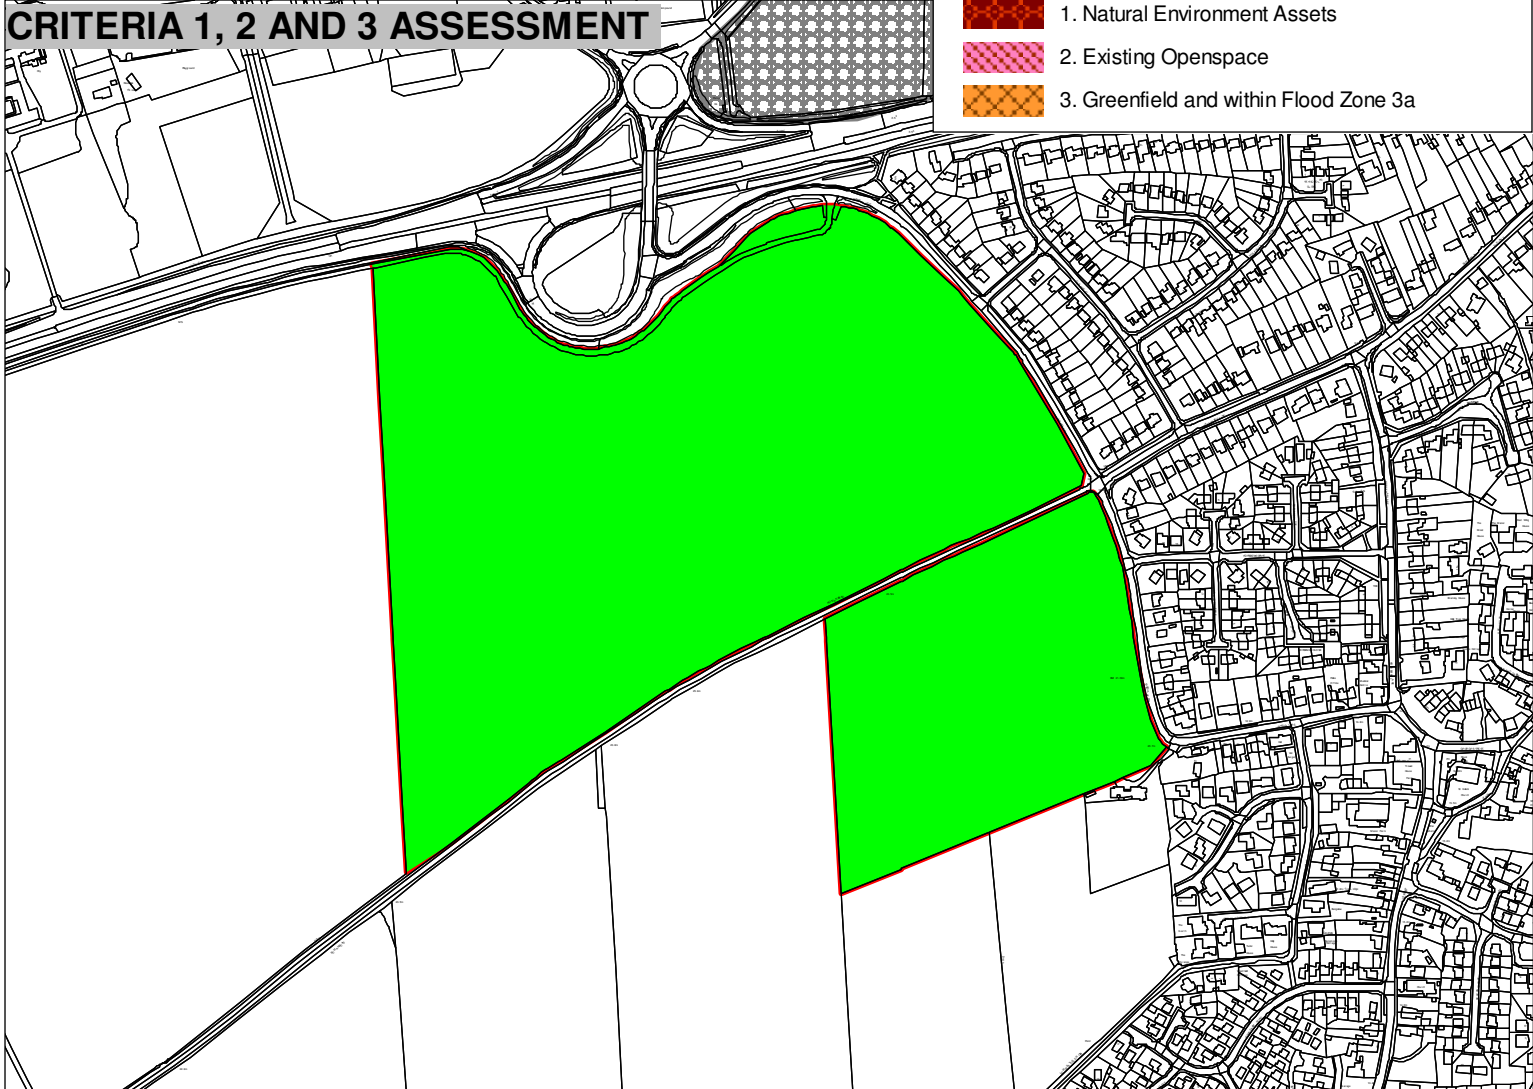 CRITERIA 1, 2 AND 3 ASSESSMENT
1. Natural Environment Assets
2. Existing Openspace
3. Greenfield and within Flood Zone 3a